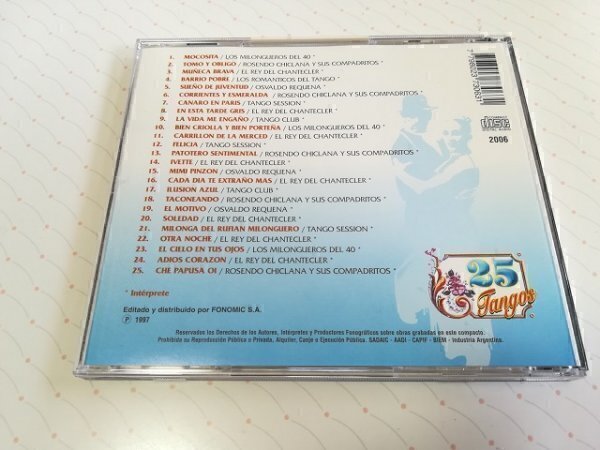 1. MOCOSITA / LOS MILONGUEROS DEL 40 *
2. TOMO Y OBLIGO / ROSENDO CHICLANA Y SUS COMPADRITOS *
3. MUÑECA BRAVA / EL REY DEL CHANTECLER *
4. BARRIO POBRE / LOS ROMANTICOS DEL TANGO *
5. SUEÑO DE JUVENTUD / OSVALDO REQUENA *
6. CORRIENTES Y ESMERALDA / ROSENDO CHICLANA Y SUS COMPADRITOS *
7. CANARO EN PARIS / TANGO SESSION *
8. EN ESTA TARDE GRIS / EL REY DEL CHANTECLER *
9. LA VIDA ME ENGAÑO / TANGO CLUB *
10. BIEN CRIOLLA Y BIEN PORTEÑA / LOS MILONGUEROS DEL 40 *
11. CARRILLON DE LA MERCED / EL REY DEL CHANTECLER *
12. FELICIA / TANGO SESSION *
13. PATOTERO SENTIMENTAL / ROSENDO CHICLANA Y SUS COMPADRITOS *
14. IVETTE / EL REY DEL CHANTECLER *
15. MIMI PINZON / OSVALDO REQUENA *
16. CADA DIA TE EXTRAÑO MAS / EL REY DEL CHANTECLER *
17. ILUSION AZUL / TANGO CLUB *
18. TACONEANDO / ROSENDO CHICLANA Y SUS COMPADRITOS *
19. EL MOTIVO / OSVALDO REQUENA *
20. SOLEDAD / EL REY DEL CHANTECLER *
21. MILONGA DEL RUFIAN MILONGUERO / TANGO SESSION *
22. OTRA NOCHE / EL REY DEL CHANTECLER *
23. EL CIELO EN TUS OJOS / LOS MILONGUEROS DEL 40 *
24. ADIOS CORAZON / EL REY DEL CHANTECLER *
25. CHE PAPUSA OI / ROSENDO CHICLANA Y SUS COMPADRITOS *
* Intérprete
Editado y distribuido por FONOMIC S.A.
Ⓟ 1997
Reservados los Derechos de los Autores, Intérpretes y Productores Fonográficos sobre obras grabadas en este compacto.
Prohibida su Reproducción Pública o Privada, Alquiler, Canje o Ejecución Pública. SADAIC - AADI - CAPIF - BIEM - Industria Argentina.
COMPACT
disc
DIGITAL AUDIO
2006
25
Tangos